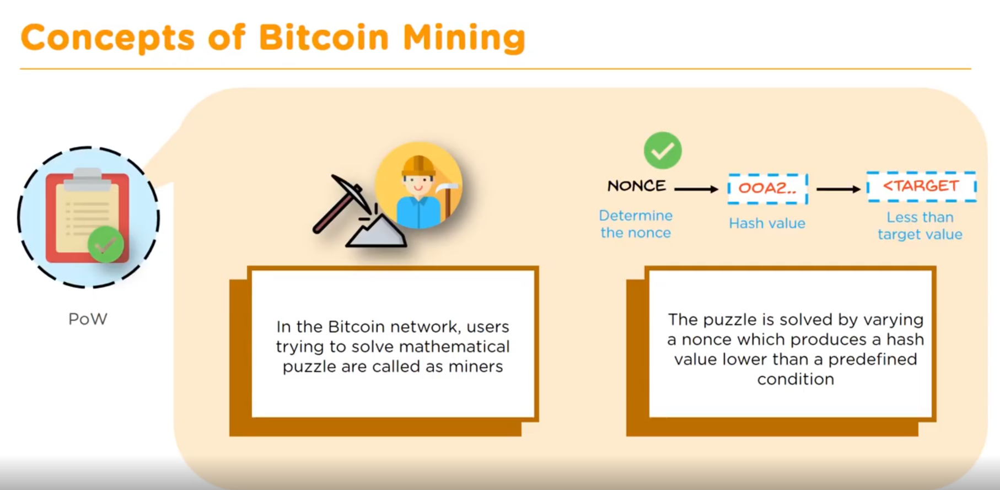 Concepts of Bitcoin Mining
PoW
In the Bitcoin network, users
trying to solve mathematical
puzzle are called as miners
NONCE
Determine
the nonce
00A2..
Hash value
<TARGET
Less than
target value
The puzzle is solved by varying
a nonce which produces a hash
value lower than a predefined
condition